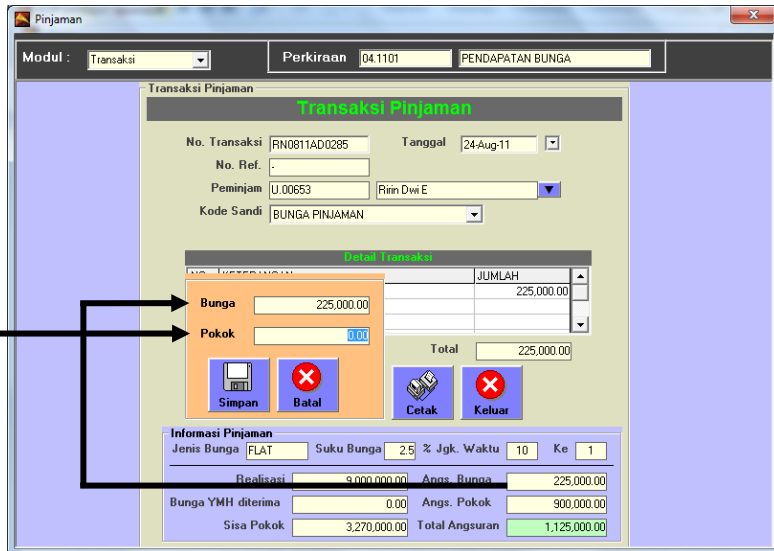 Pinjaman
Modul : Transaksi Perkiraan 04.1101 PENDAPATAN BUNGA
Transaksi Pinjaman
Transaksi Pinjaman
No. Transaksi RN0811AD0285 Tanggal 24-Aug-11
No. Ref. -
Peminjam U.00653 Ririn Dwi E
Kode Sandi BUNGA PINJAMAN
Detail Transaksi
NO KETERANGAN JUMLAH
225,000.00
Bunga 225,000.00
Pokok 0.00
Total 225,000.00
Simpan Batal Cetak Keluar
Informasi Pinjaman
Jenis Bunga FLAT Suku Bunga 2.5 % Jgk. Waktu 10 Ke 1
Realisasi 9,000,000.00 Angs. Bunga 225,000.00
Bunga YMH diterima 0.00 Angs. Pokok 900,000.00
Sisa Pokok 3,270,000.00 Total Angsuran 1,125,000.00